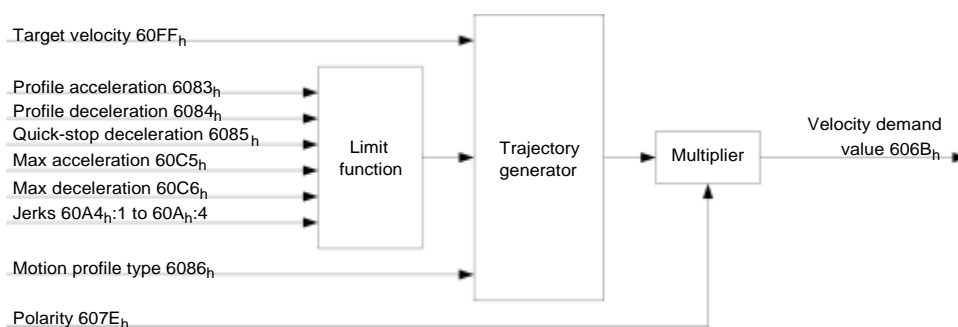 Target velocity 60FFh
Profile acceleration 6083h
Profile deceleration 6084h
Quick-stop deceleration 6085h
Max acceleration 60C5h
Max deceleration 60C6h
Jerks 60A4h:1 to 60Ah:4
Motion profile type 6086h
Polarity 607Eh
Limit
function
Trajectory
generator
Multiplier
Velocity demand
value 606Bh